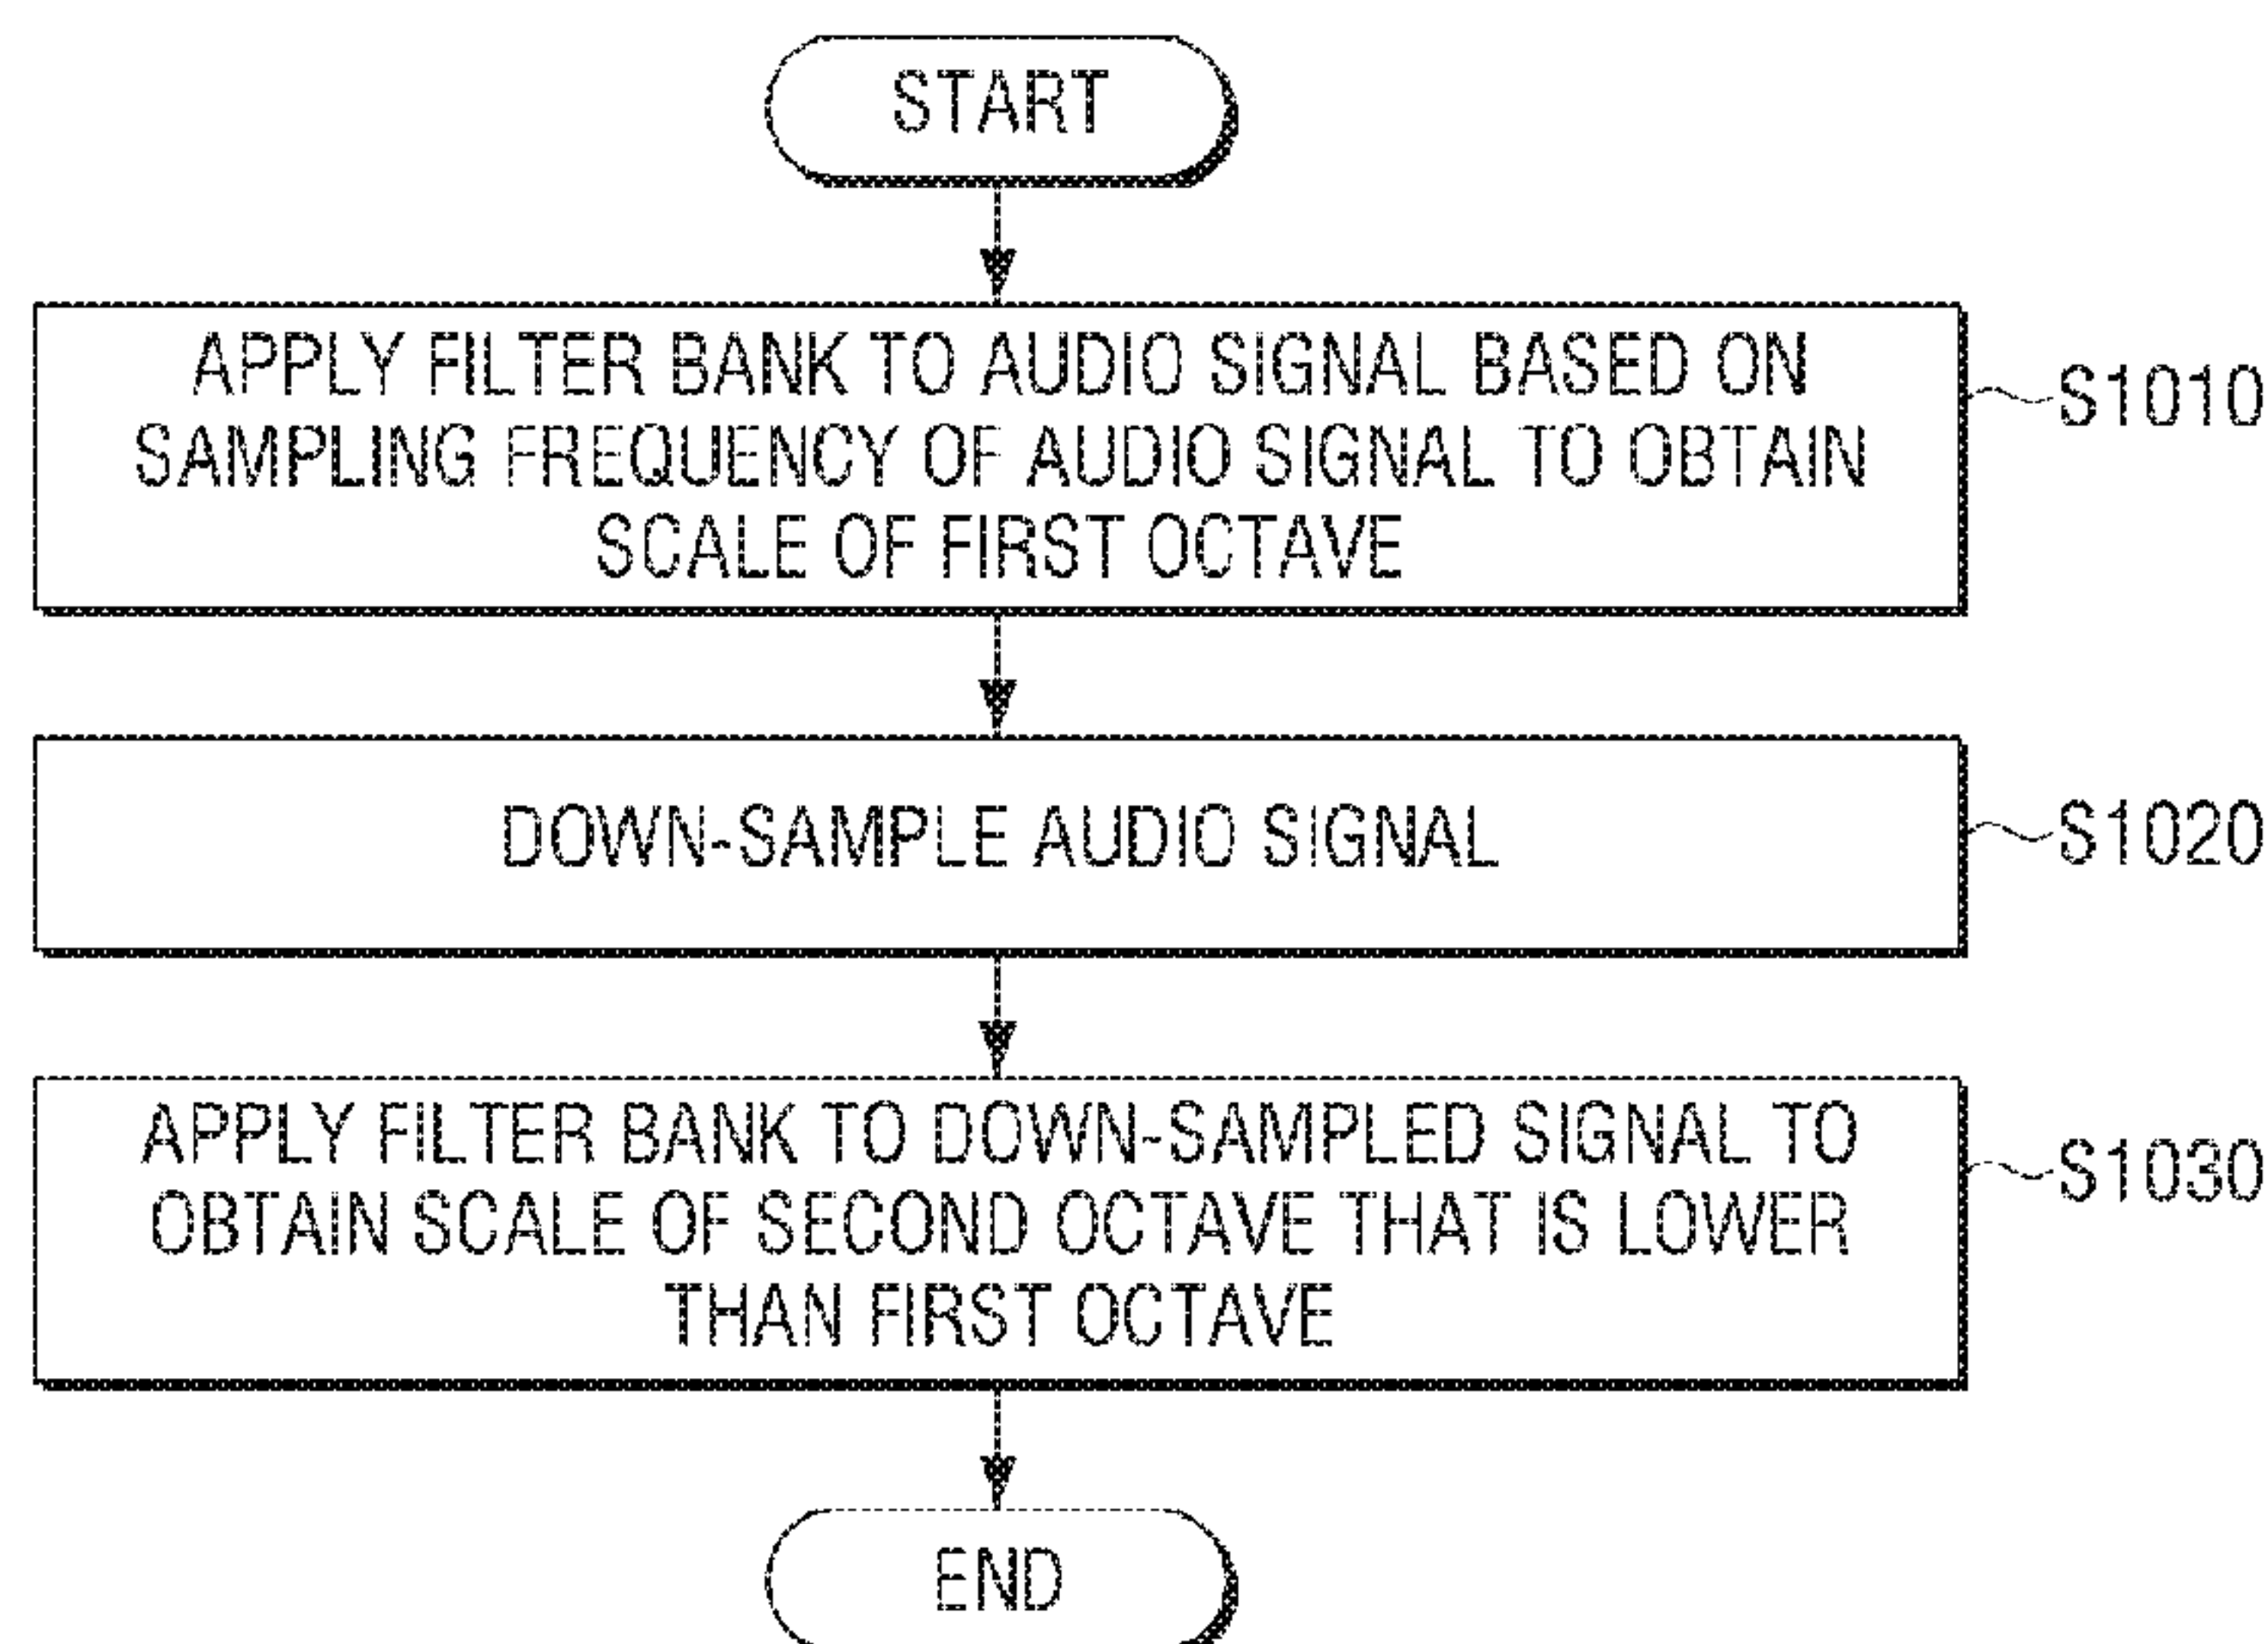 START
APPLY FILTER BANK TO AUDIO SIGNAL BASED ON
SAMPLING FREQUENCY OF AUDIO SIGNAL TO OBTAIN
SCALE OF FIRST OCTAVE
S1010
DOWN-SAMPLE AUDIO SIGNAL
S1020
APPLY FILTER BANK TO DOWN-SAMPLED SIGNAL TO
OBTAIN SCALE OF SECOND OCTAVE THAT IS LOWER
THAN FIRST OCTAVE
S1030
END